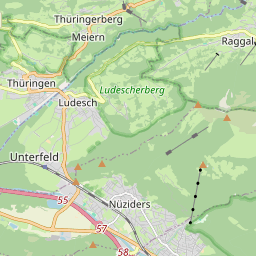 Thüringerberg
Meiern
Raggal
Thüringen
Ludescherberg
Ludesch
Unterfeld
55
Nüziders
57
58